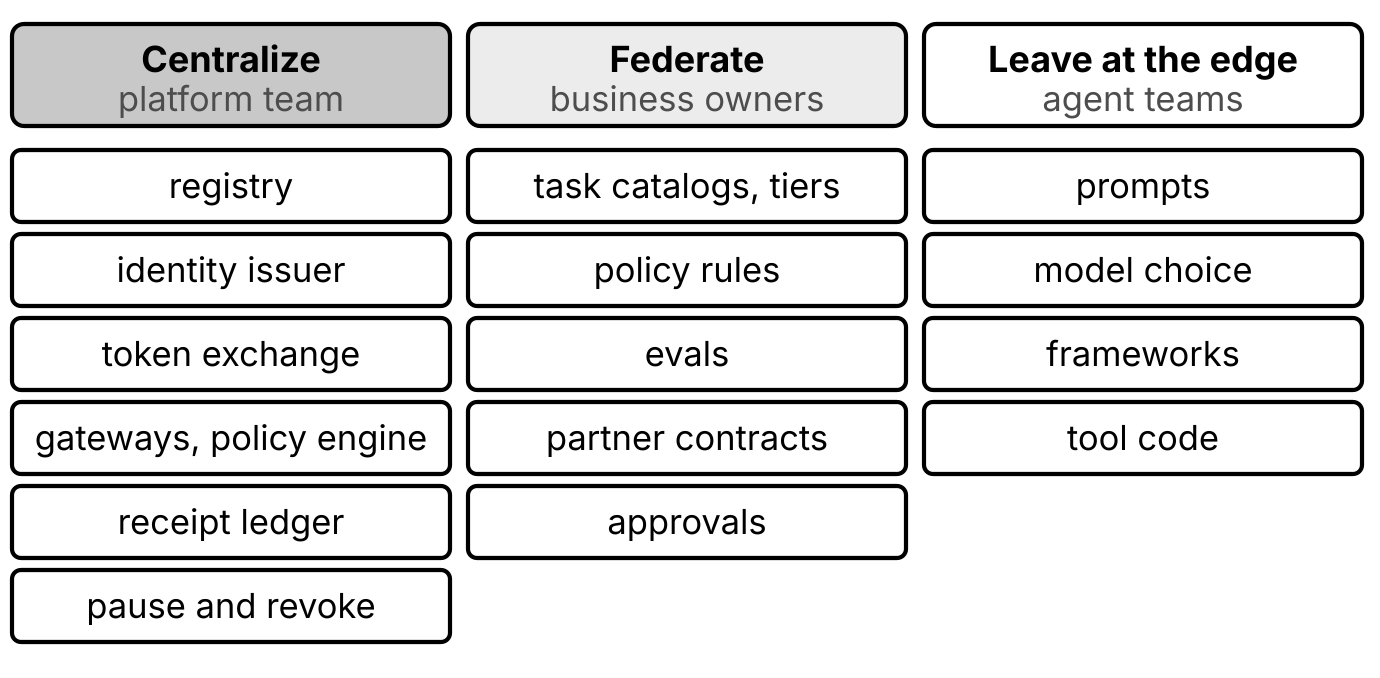 Centralize
platform team
registry
identity issuer
token exchange
gateways, policy engine
receipt ledger
pause and revoke
Federate
business owners
task catalogs, tiers
policy rules
evals
partner contracts
approvals
Leave at the edge
agent teams
prompts
model choice
frameworks
tool code